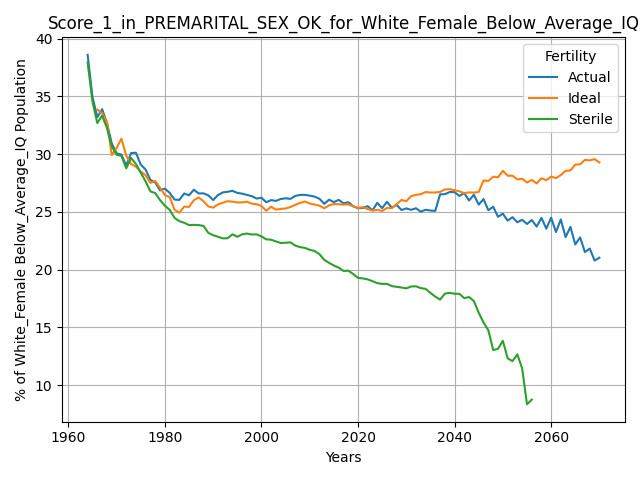 Score_1_in_PREMARITAL_SEX_OK_for_White_Female_Below_Average_IQ
% of White_Female Below_Average_IQ Population
40
35
30
25
20
15
10
Fertility
Actual
Ideal
Sterile
1960 1980 2000 2020 2040 2060
Years